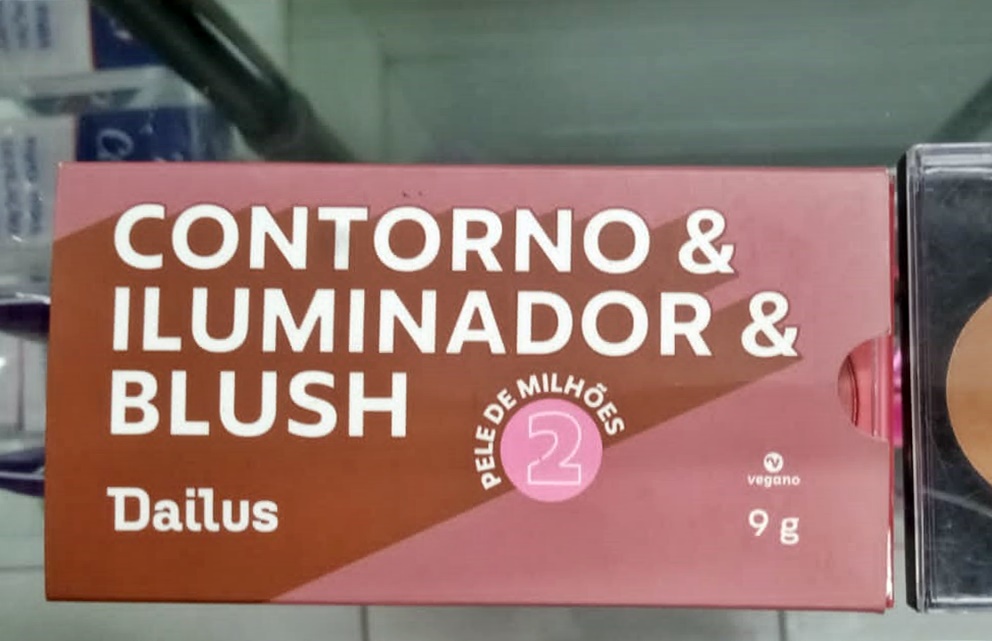 CONTORNO &
ILUMINADOR &
BLUSH
PELE DE MILHÕES
2
Dailus
vegano
9 g